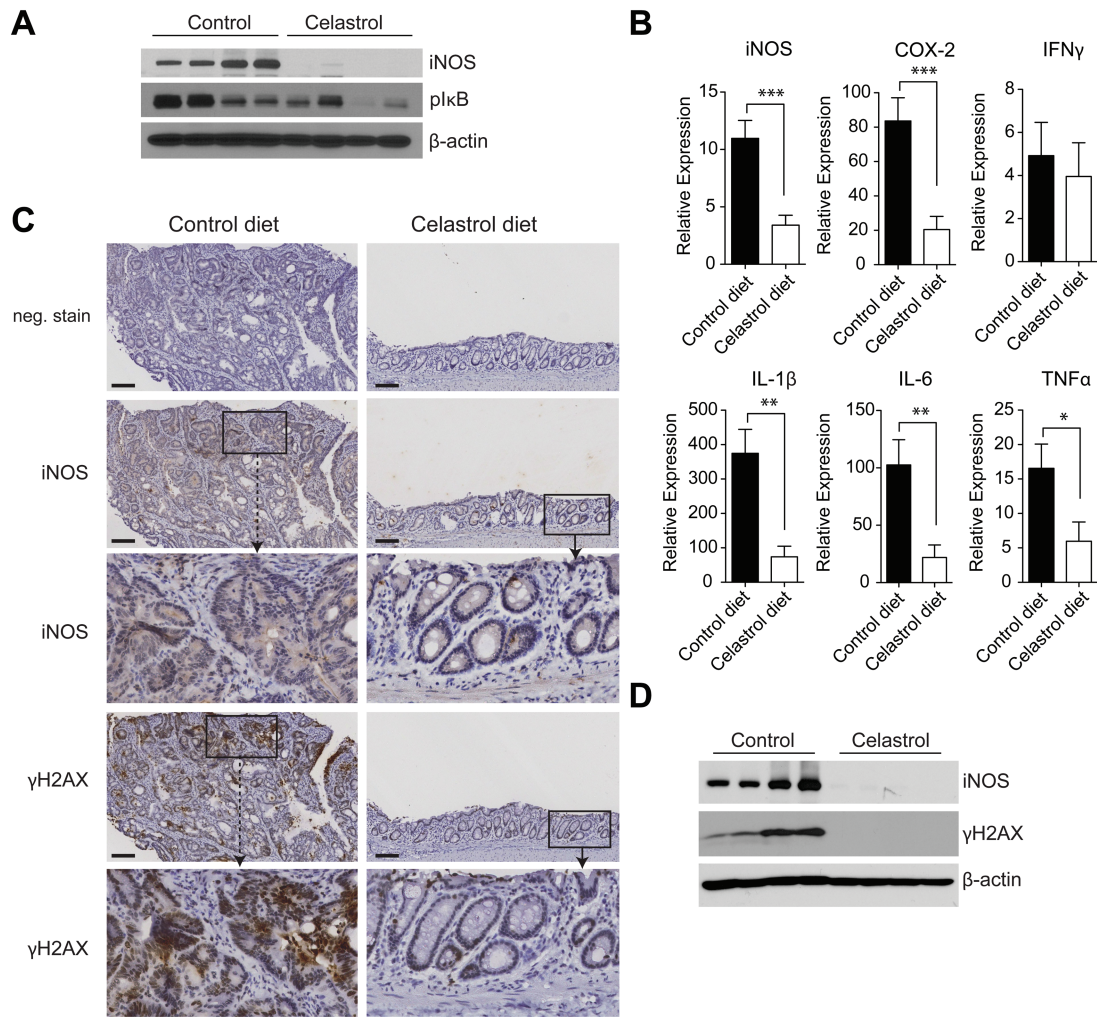 A
Control
Celastrol
iNOS
pIκB
β-actin
B
iNOS
Relative Expression
15
10
5
0
***
Control diet
Celastrol diet
COX-2
Relative Expression
100
80
60
40
20
0
***
Control diet
Celastrol diet
IFNγ
Relative Expression
8
6
4
2
0
Control diet
Celastrol diet
IL-1β
Relative Expression
500
400
300
200
100
0
**
Control diet
Celastrol diet
IL-6
Relative Expression
150
100
50
0
**
Control diet
Celastrol diet
TNFα
Relative Expression
25
20
15
10
5
0
*
Control diet
Celastrol diet
C
Control diet
Celastrol diet
neg. stain
iNOS
iNOS
γH2AX
γH2AX
D
Control
Celastrol
iNOS
γH2AX
β-actin